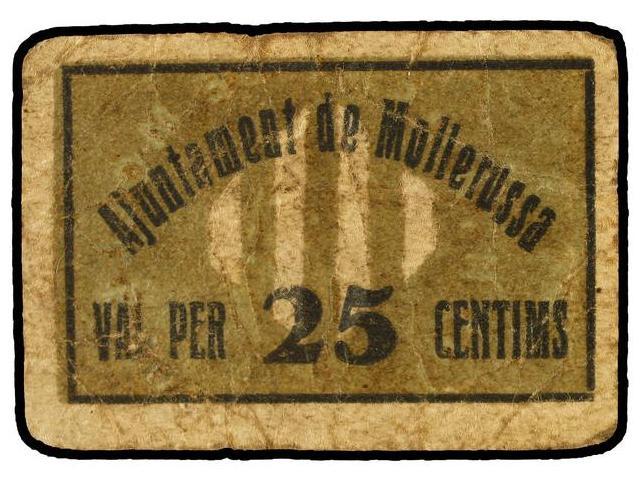 Ajuntament de Mollerussa
VAL PER 25 CENTIMS